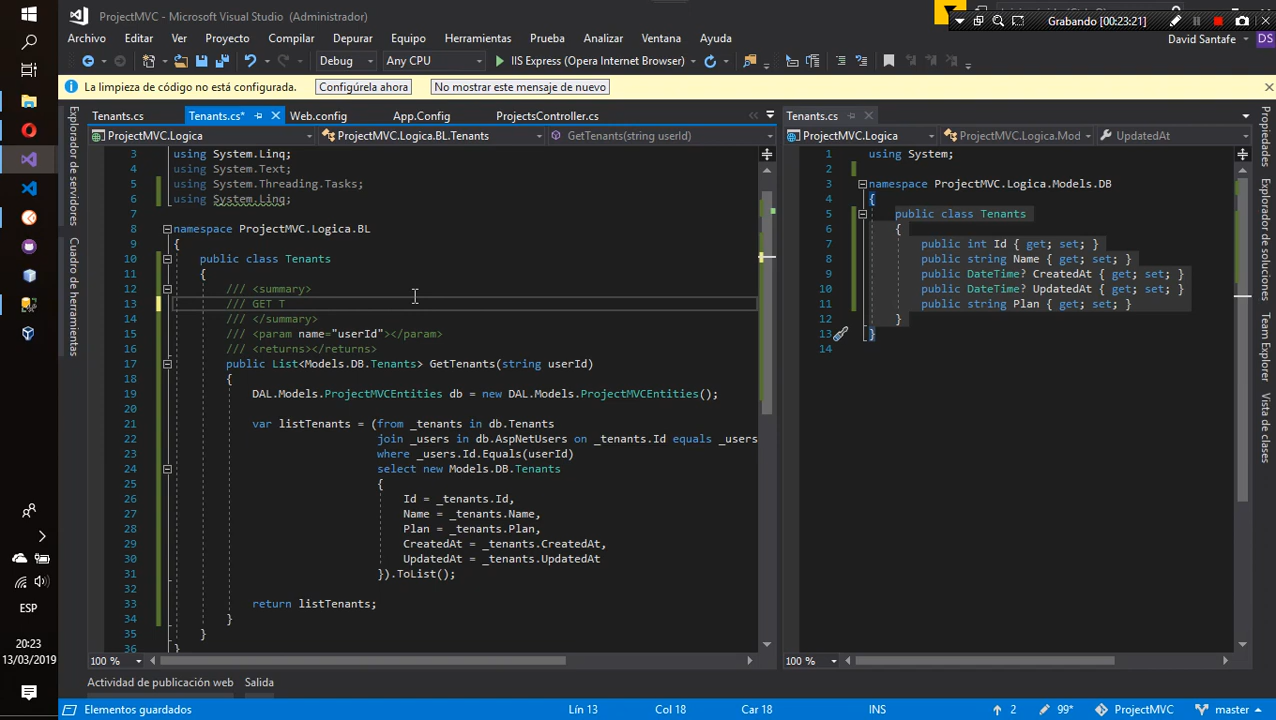 ProjectMVC - Microsoft Visual Studio (Administrador)
Grabando [00:23:21]
Archivo Editar Ver Proyecto Compilar Depurar Equipo Herramientas Prueba Analizar Ventana Ayuda
David Santafe DS
Debug Any CPU IIS Express (Opera Internet Browser)
La limpieza de código no está configurada. Configúrela ahora No mostrar este mensaje de nuevo
Tenants.cs Tenants.cs* Web.config App.Config ProjectsController.cs
ProjectMVC.Logica ProjectMVC.Logica.BL.Tenants GetTenants(string userId)
3 using System.Linq;
4 using System.Text;
5 using System.Threading.Tasks;
6 using System.Linq;
7
8 namespace ProjectMVC.Logica.BL
9 {
10 public class Tenants
11 {
12 /// <summary>
13 /// GET T
14 /// </summary>
15 /// <param name="userId"></param>
16 /// <returns></returns>
17 public List<Models.DB.Tenants> GetTenants(string userId)
18 {
19 DAL.Models.ProjectMVCEntities db = new DAL.Models.ProjectMVCEntities();
20
21 var listTenants = (from _tenants in db.Tenants
22 join _users in db.AspNetUsers on _tenants.Id equals _users
23 where _users.Id.Equals(userId)
24 select new Models.DB.Tenants
25 {
26 Id = _tenants.Id,
27 Name = _tenants.Name,
28 Plan = _tenants.Plan,
29 CreatedAt = _tenants.CreatedAt,
30 UpdatedAt = _tenants.UpdatedAt
31 }).ToList();
32
33 return listTenants;
34 }
35 }
36 }
100 %
Tenants.cs
ProjectMVC.Logica ProjectMVC.Logica.Mod UpdatedAt
1 using System;
2
3 namespace ProjectMVC.Logica.Models.DB
4 {
5 public class Tenants
6 {
7 public int Id { get; set; }
8 public string Name { get; set; }
9 public DateTime? CreatedAt { get; set; }
10 public DateTime? UpdatedAt { get; set; }
11 public string Plan { get; set; }
12 }
13 }
14
100 %
Explorador de servidores
Cuadro de herramientas
Propiedades
Explorador de soluciones
Team Explorer
Vista de clases
Actividad de publicación web Salida
Elementos guardados Lín 13 Col 18 Car 18 INS 2 99* ProjectMVC master
ESP
20:23
13/03/2019